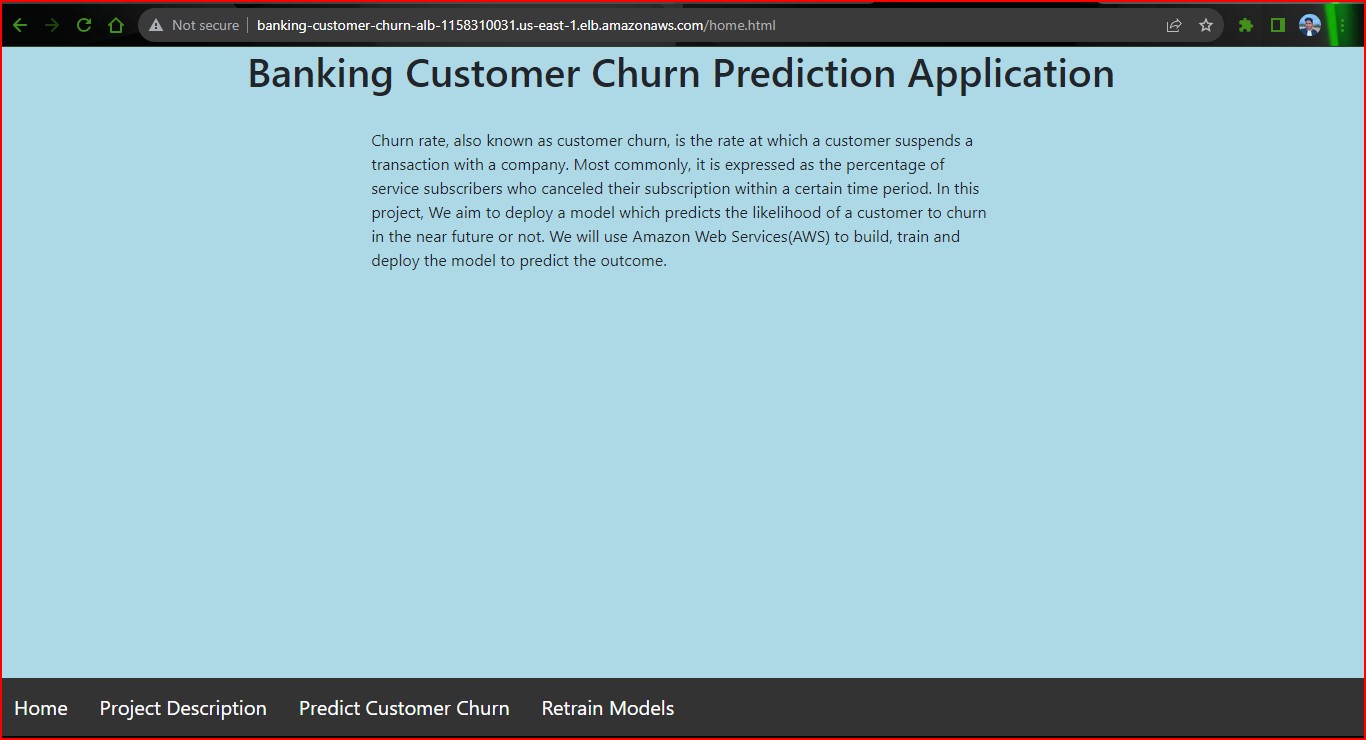 Not secure | banking-customer-churn-alb-1158310031.us-east-1.elb.amazonaws.com/home.html
Banking Customer Churn Prediction Application
Churn rate, also known as customer churn, is the rate at which a customer suspends a
transaction with a company. Most commonly, it is expressed as the percentage of
service subscribers who canceled their subscription within a certain time period. In this
project, We aim to deploy a model which predicts the likelihood of a customer to churn
in the near future or not. We will use Amazon Web Services(AWS) to build, train and
deploy the model to predict the outcome.
Home Project Description Predict Customer Churn Retrain Models